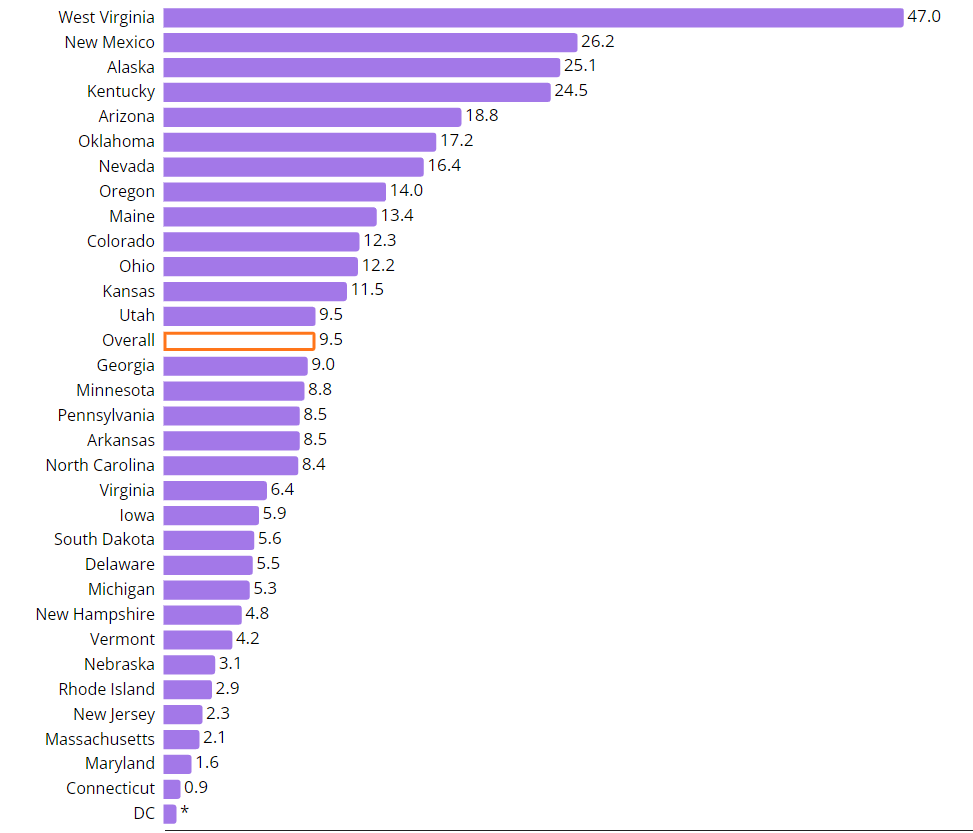 West Virginia 47.0
New Mexico 26.2
Alaska 25.1
Kentucky 24.5
Arizona 18.8
Oklahoma 17.2
Nevada 16.4
Oregon 14.0
Maine 13.4
Colorado 12.3
Ohio 12.2
Kansas 11.5
Utah 9.5
Overall 9.5
Georgia 9.0
Minnesota 8.8
Pennsylvania 8.5
Arkansas 8.5
North Carolina 8.4
Virginia 6.4
Iowa 5.9
South Dakota 5.6
Delaware 5.5
Michigan 5.3
New Hampshire 4.8
Vermont 4.2
Nebraska 3.1
Rhode Island 2.9
New Jersey 2.3
Massachusetts 2.1
Maryland 1.6
Connecticut 0.9
DC *